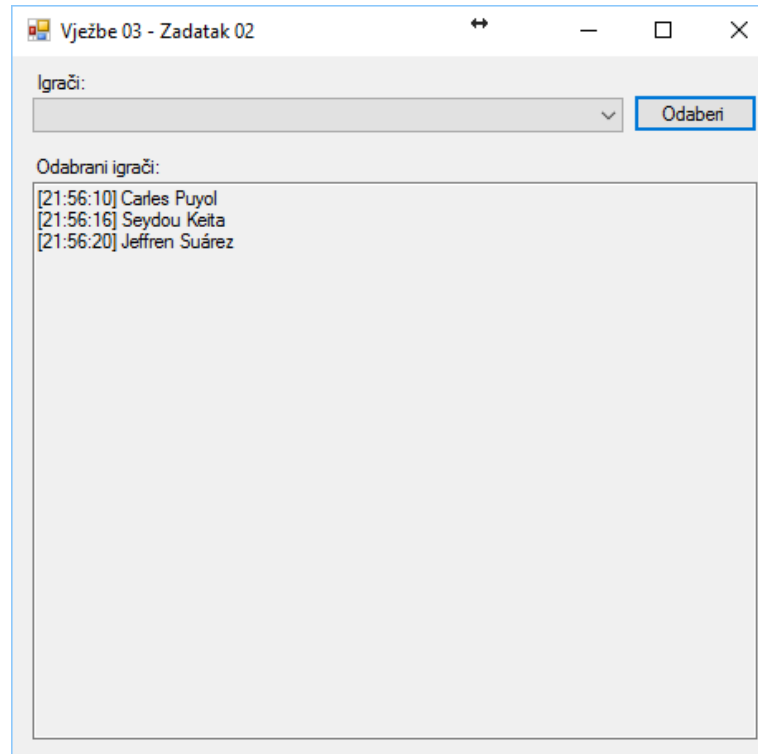 Vježbe 03 - Zadatak 02
Igrači:
Odaberi
Odabrani igrači:
[21:56:10] Carles Puyol
[21:56:16] Seydou Keita
[21:56:20] Jeffren Suárez